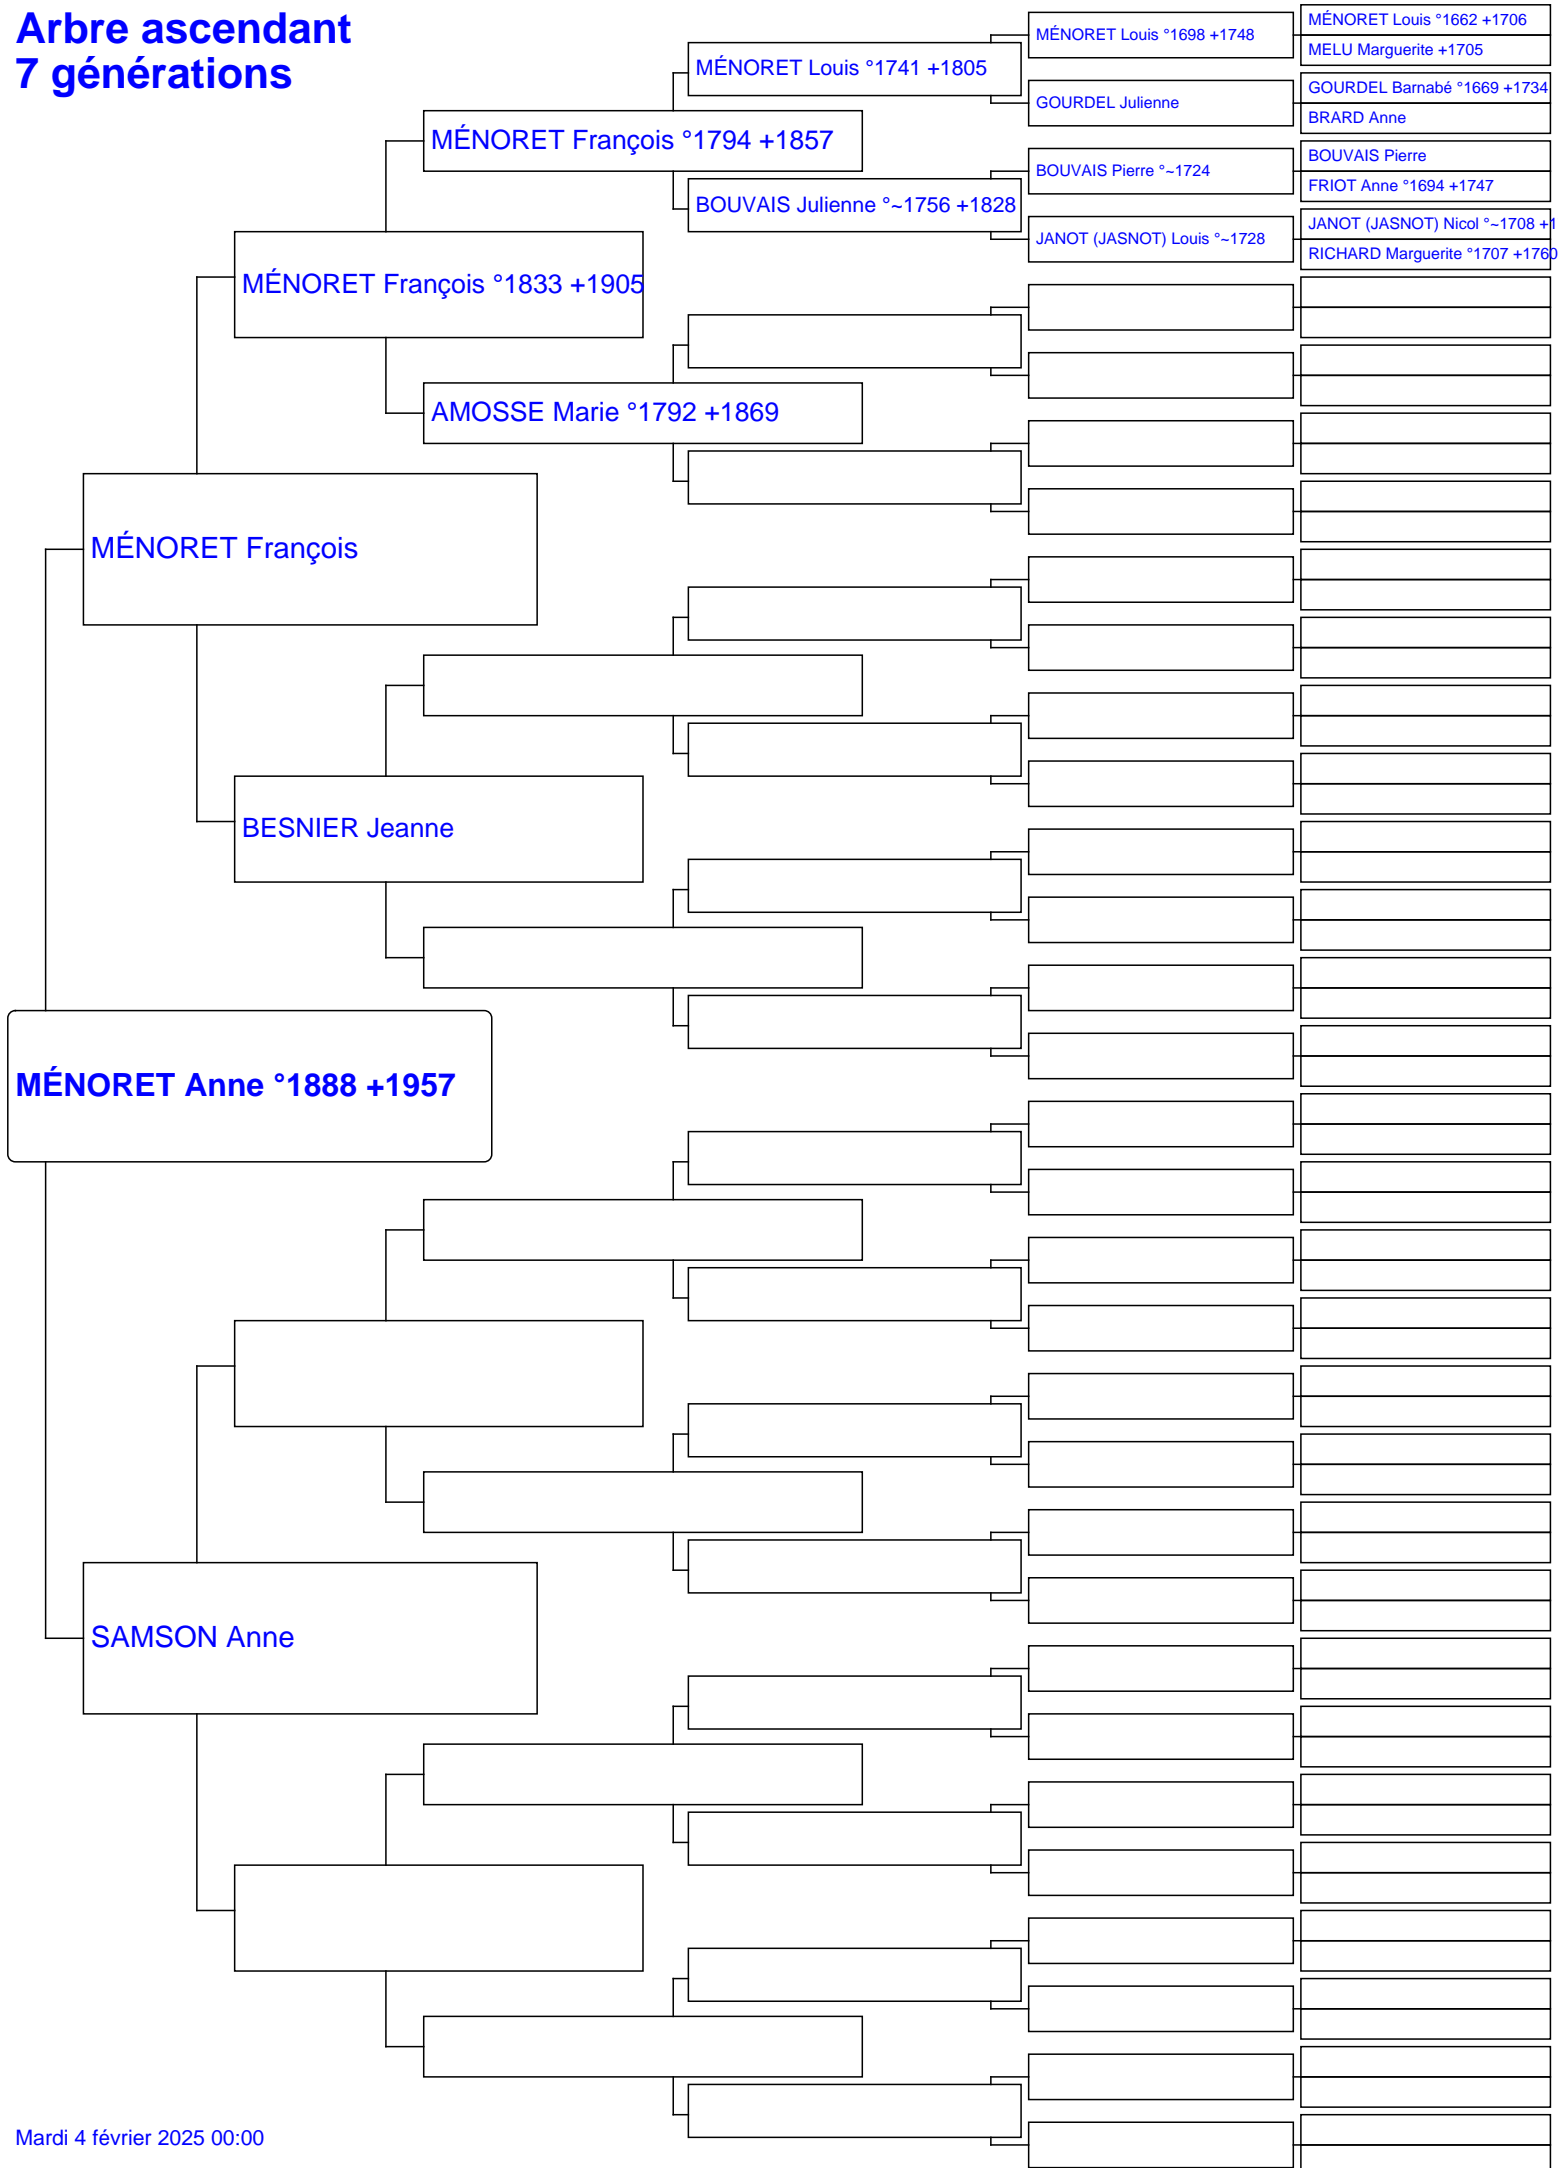 Arbre ascendant
7 générations
MÉNORET Louis °1662 +1706
MÉNORET Louis °1698 +1748
MELU Marguerite +1705
MÉNORET Louis °1741 +1805
GOURDEL Barnabé °1669 +1734
GOURDEL Julienne
BRARD Anne
MÉNORET François °1794 +1857
BOUVAIS Pierre
BOUVAIS Pierre °~1724
FRIOT Anne °1694 +1747
BOUVAIS Julienne °~1756 +1828
JANOT (JASNOT) Nicol °~1708 +1
JANOT (JASNOT) Louis °~1728
RICHARD Marguerite °1707 +1760
MÉNORET François °1833 +1905
AMOSSE Marie °1792 +1869
MÉNORET François
BESNIER Jeanne
MÉNORET Anne °1888 +1957
SAMSON Anne
Mardi 4 février 2025 00:00